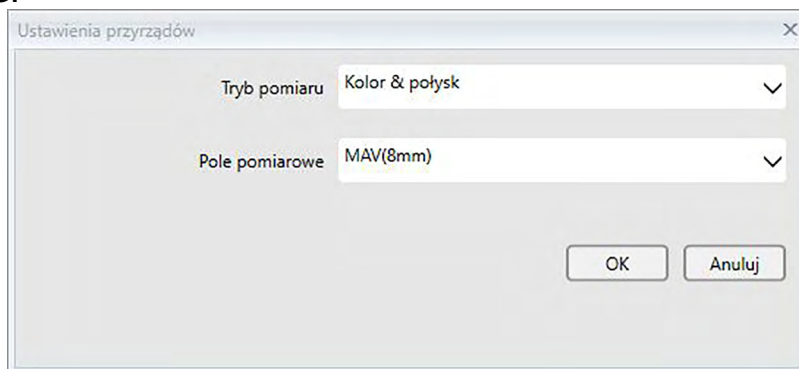 Ustawienia przyrządów
Tryb pomiaru Kolor & połysk
Pole pomiarowe MAV(8mm)
OK Anuluj